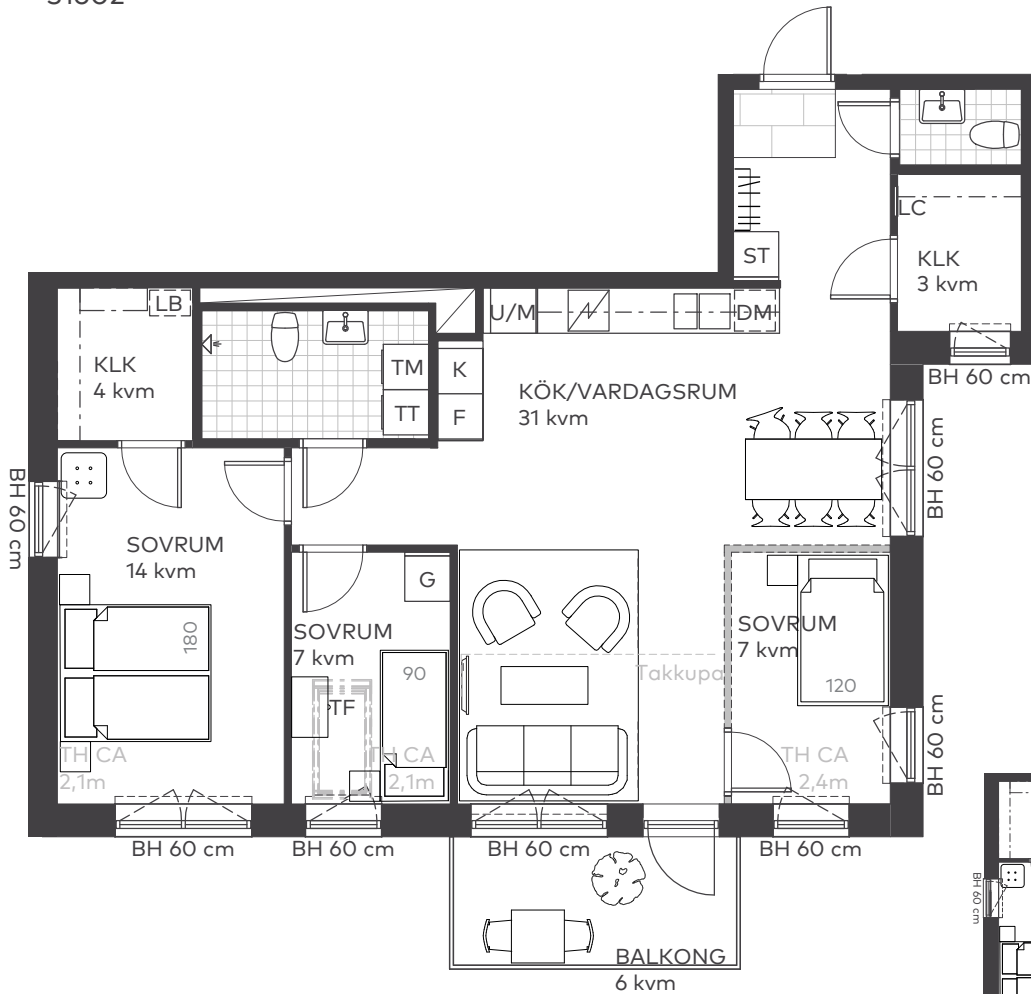 LC
ST
KLK
3 kvm
LB
U/M
DM
KLK
4 kvm
TM
K
BH 60 cm
KÖK/VARDAGSRUM
31 kvm
TT
F
BH 60 cm
BH 60 cm
SOVRUM
14 kvm
G
SOVRUM
7 kvm
SOVRUM
7 kvm
180
90
Takkupa
120
TF
TH CA
2,1m
TH CA
2,1m
TH CA
2,4m
BH 60 cm
BH 60 cm
BH 60 cm
BH 60 cm
BH 60 cm
BH 60 cm
BALKONG
6 kvm